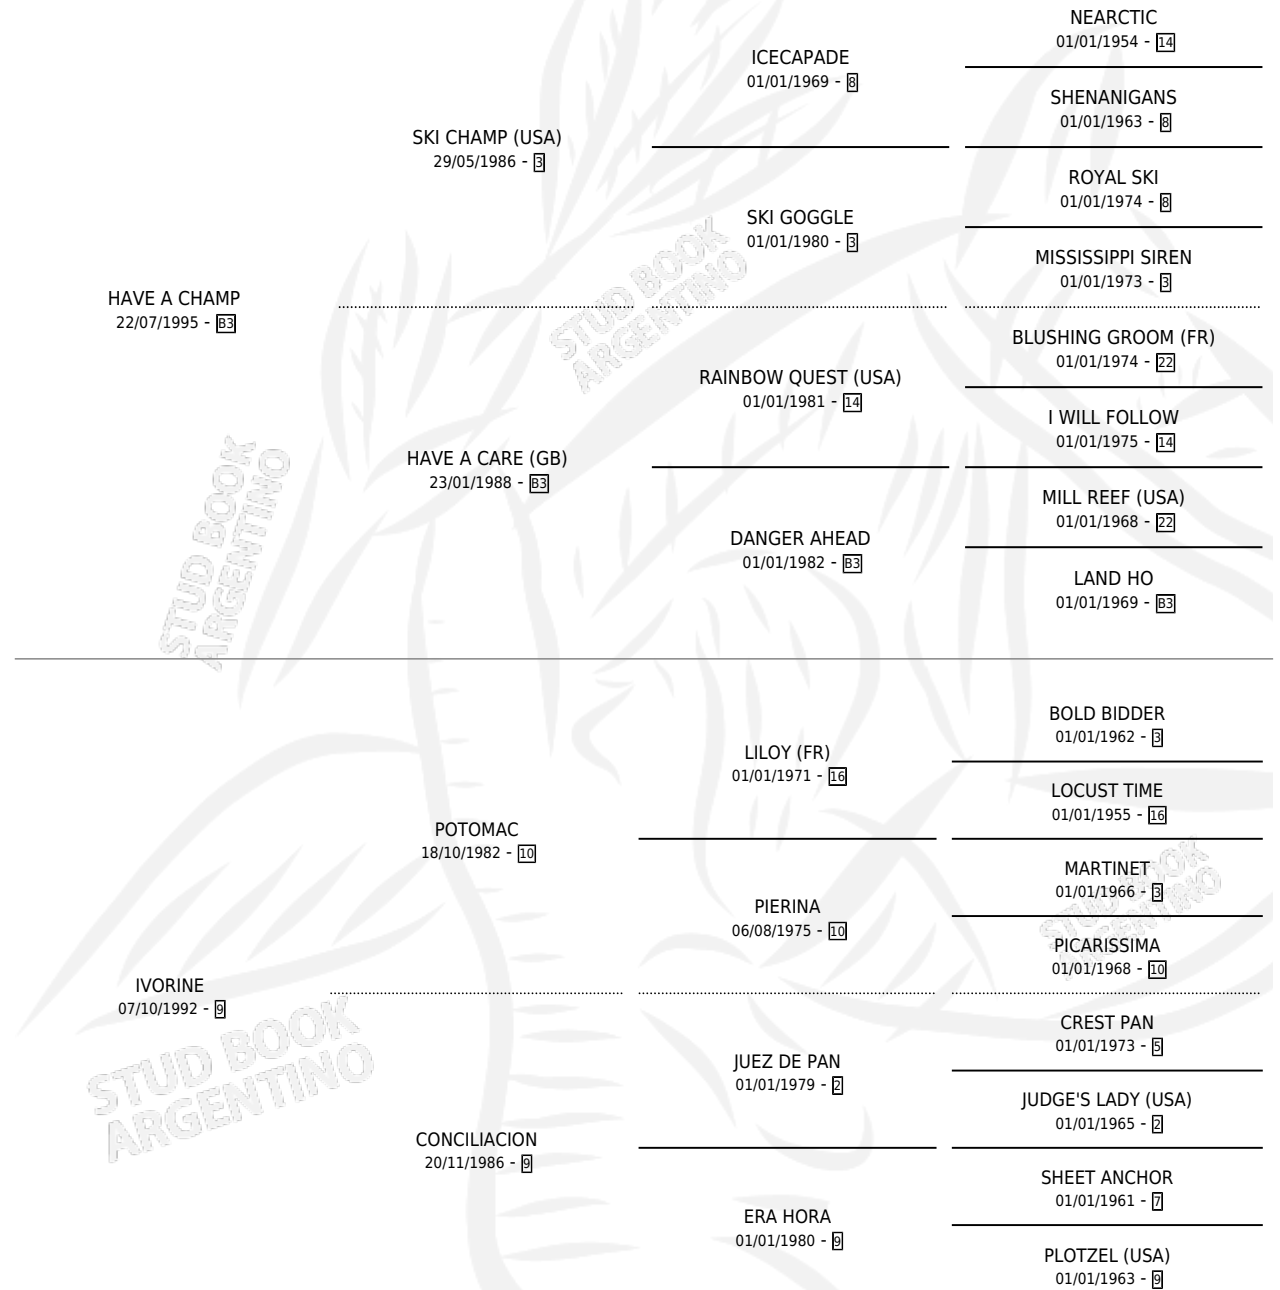 NEARCTIC
01/01/1954 - 14
ICECAPADE
01/01/1969 - 8
SHENANIGANS
01/01/1963 - 8
SKI CHAMP (USA)
29/05/1986 - 3
ROYAL SKI
01/01/1974 - 8
SKI GOGGLE
01/01/1980 - 3
MISSISSIPPI SIREN
01/01/1973 - 3
HAVE A CHAMP
22/07/1995 - B3
BLUSHING GROOM (FR)
01/01/1974 - 22
RAINBOW QUEST (USA)
01/01/1981 - 14
I WILL FOLLOW
01/01/1975 - 14
HAVE A CARE (GB)
23/01/1988 - B3
MILL REEF (USA)
01/01/1968 - 22
DANGER AHEAD
01/01/1982 - B3
LAND HO
01/01/1969 - B3
BOLD BIDDER
01/01/1962 - 3
LILOY (FR)
01/01/1971 - 16
LOCUST TIME
01/01/1955 - 16
POTOMAC
18/10/1982 - 10
MARTINET
01/01/1966 - 3
PIERINA
06/08/1975 - 10
PICARISSIMA
01/01/1968 - 10
IVORINE
07/10/1992 - 9
CREST PAN
01/01/1973 - 5
JUEZ DE PAN
01/01/1979 - 2
JUDGE'S LADY (USA)
01/01/1965 - 2
CONCILIACION
20/11/1986 - 9
SHEET ANCHOR
01/01/1961 - 7
ERA HORA
01/01/1980 - 9
PLOTZEL (USA)
01/01/1963 - 9
STUD BOOK
ARGENTINO
STUD BOOK
ARGENTINO
STUD BOOK
ARGENTINO
STUD BOOK
ARGENTINO